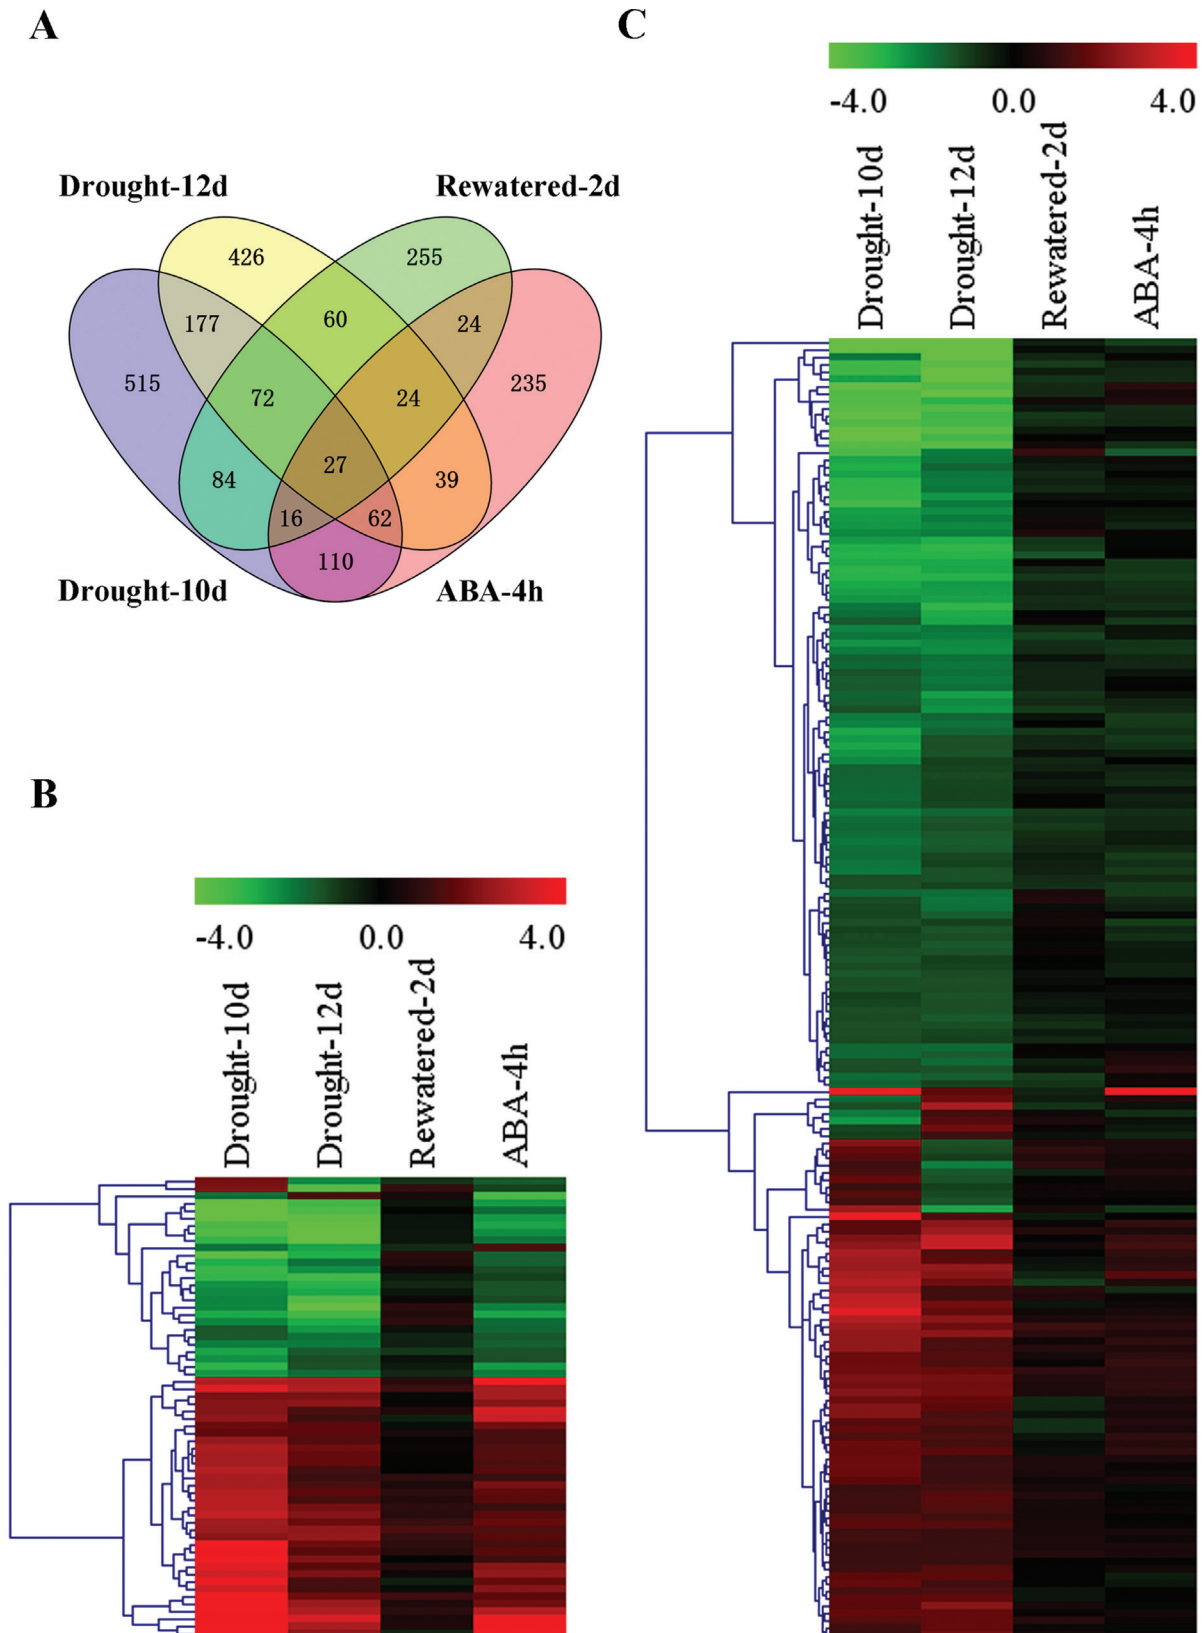 A
Drought-12d
Rewatered-2d
426
255
177
60
24
515
72
24
235
84
27
39
16
62
110
Drought-10d
ABA-4h
B
-4.0
0.0
4.0
Drought-10d
Drought-12d
Rewatered-2d
ABA-4h
C
-4.0
0.0
4.0
Drought-10d
Drought-12d
Rewatered-2d
ABA-4h